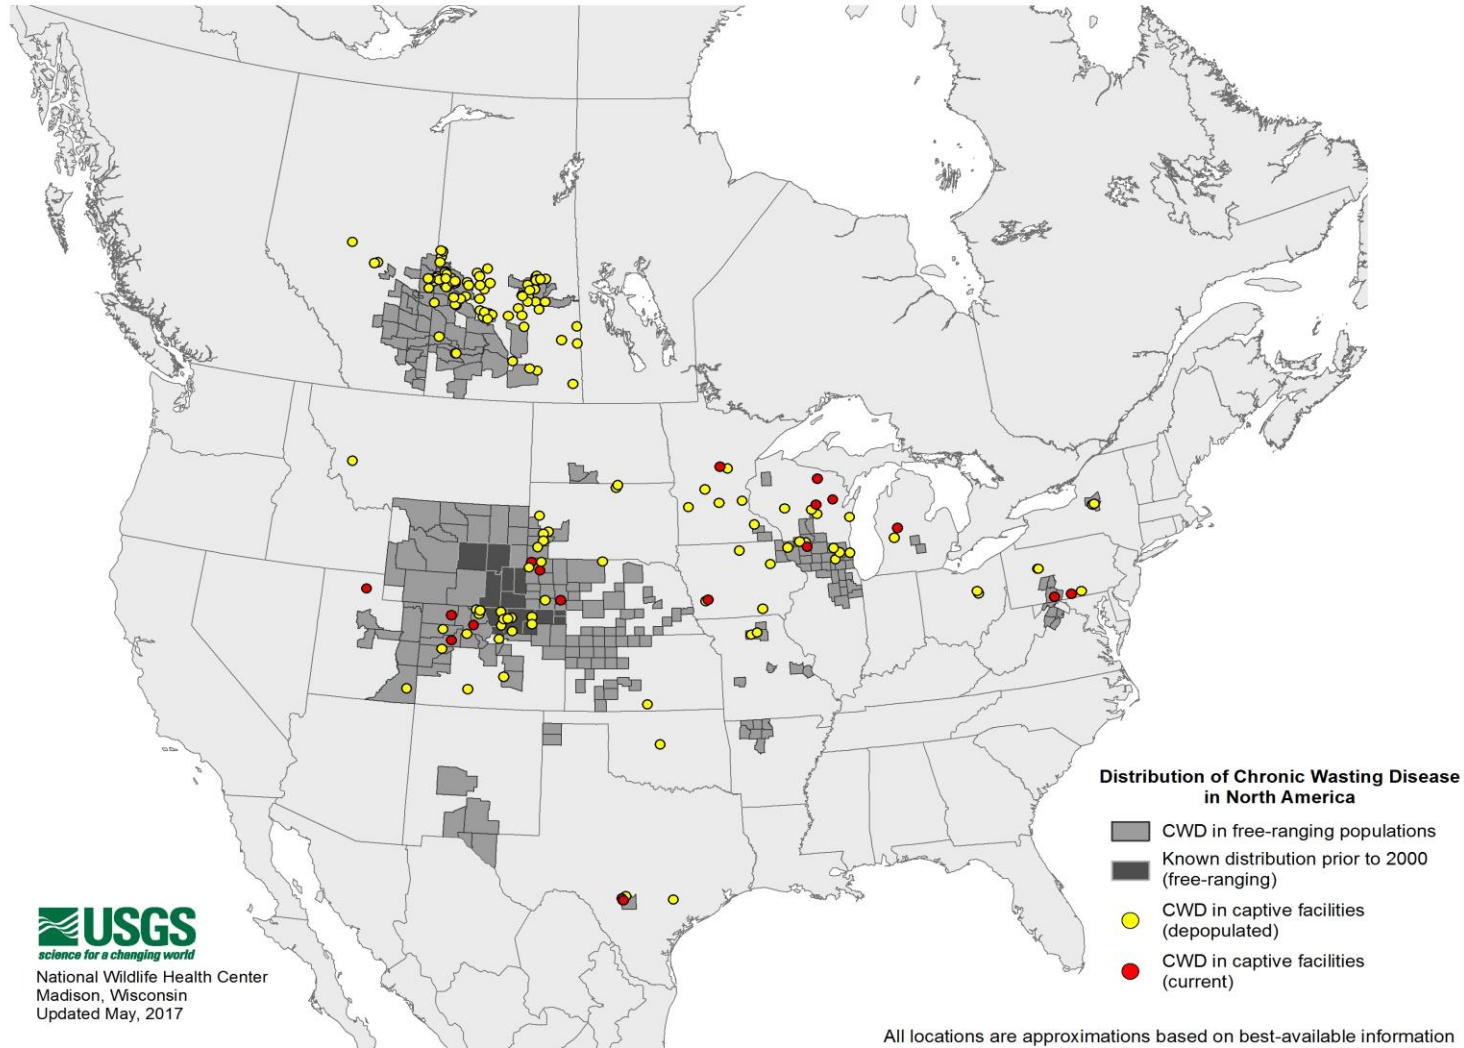 Distribution of Chronic Wasting Disease
in North America
CWD in free-ranging populations
Known distribution prior to 2000
(free-ranging)
CWD in captive facilities
(depopulated)
CWD in captive facilities
(current)
USGS
science for a changing world
National Wildlife Health Center
Madison, Wisconsin
Updated May, 2017
All locations are approximations based on best-available information